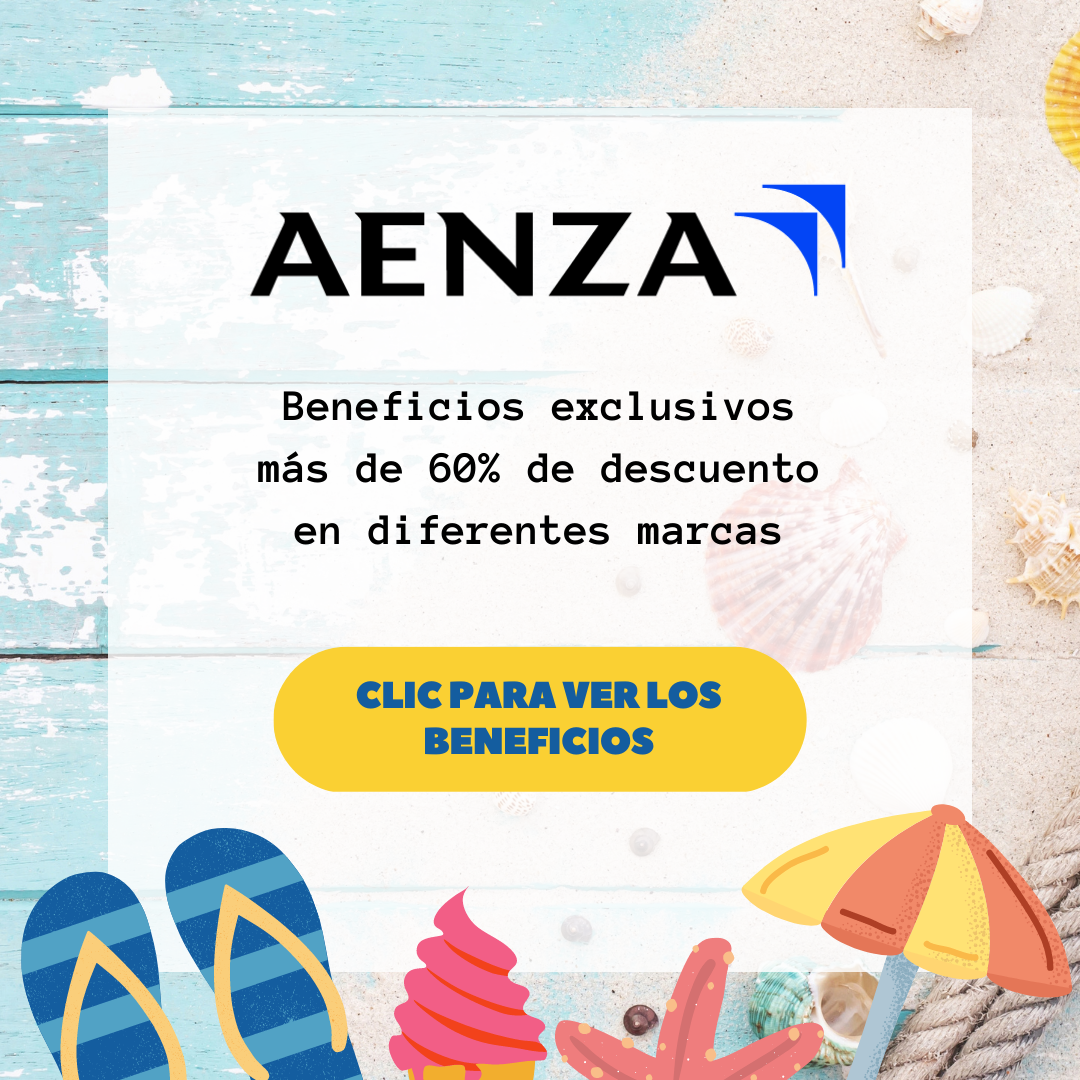 AENZA
Beneficios exclusivos
más de 60% de descuento
en diferentes marcas
CLIC PARA VER LOS
BENEFICIOS